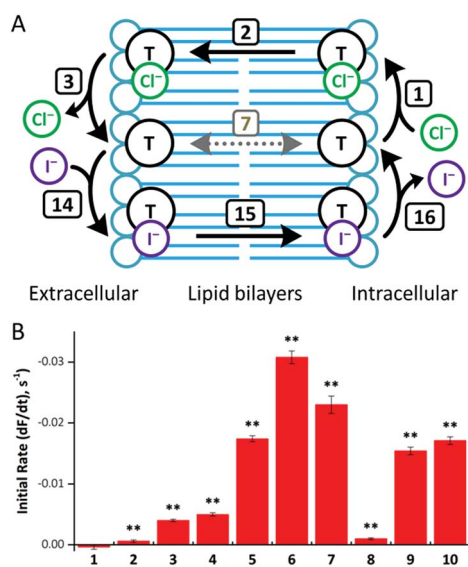 A
2
T
T
3
Cl⁻
Cl⁻
1
Cl⁻
7
Cl⁻
I⁻
T
T
I⁻
14
T
15
T
16
I⁻
I⁻
Extracellular Lipid bilayers Intracellular
B
Initial Rate (dF/dt), s⁻¹
-0.03
-0.02
-0.01
0.00
** ** ** ** ** ** ** ** **
1 2 3 4 5 6 7 8 9 10